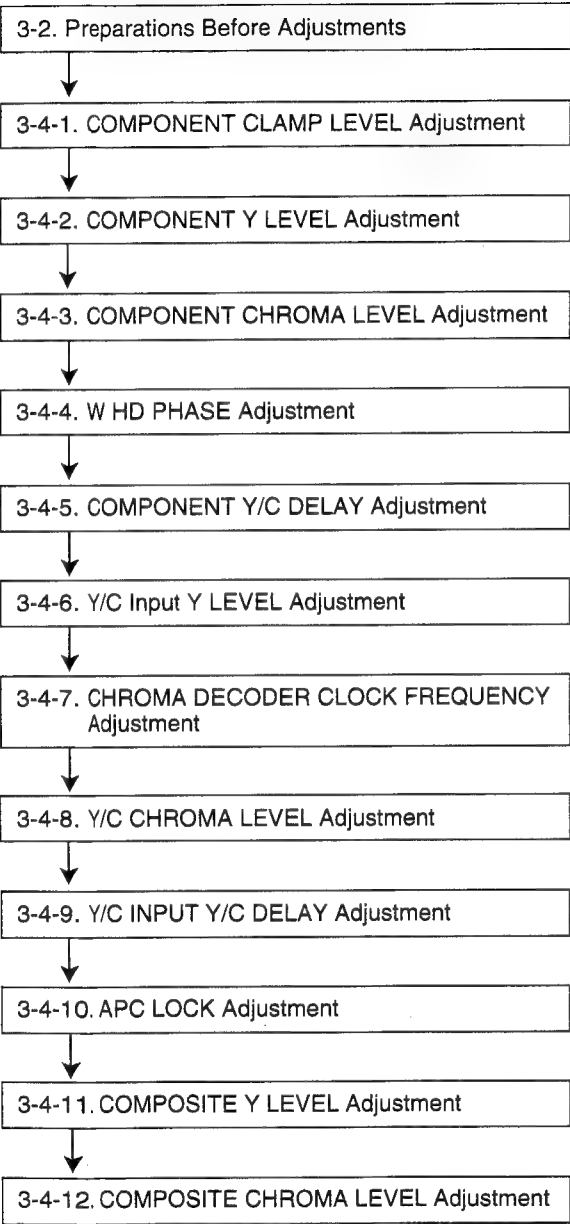 3-2. Preparations Before Adjustments
3-4-1. COMPONENT CLAMP LEVEL Adjustment
3-4-2. COMPONENT Y LEVEL Adjustment
3-4-3. COMPONENT CHROMA LEVEL Adjustment
3-4-4. W HD PHASE Adjustment
3-4-5. COMPONENT Y/C DELAY Adjustment
3-4-6. Y/C Input Y LEVEL Adjustment
3-4-7. CHROMA DECODER CLOCK FREQUENCY
Adjustment
3-4-8. Y/C CHROMA LEVEL Adjustment
3-4-9. Y/C INPUT Y/C DELAY Adjustment
3-4-10. APC LOCK Adjustment
3-4-11. COMPOSITE Y LEVEL Adjustment
3-4-12. COMPOSITE CHROMA LEVEL Adjustment